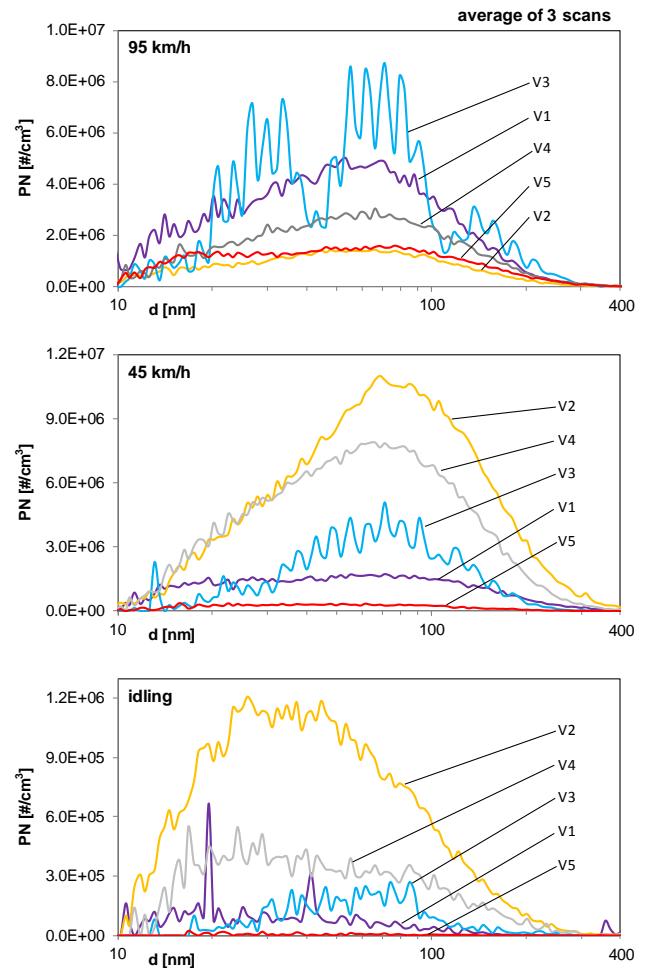 average of 3 scans
1.0E+07
95 km/h
8.0E+06
6.0E+06
4.0E+06
2.0E+06
0.0E+00
PN [#/cm³]
V3
V1
V4
V5
V2
10 100 400
d [nm]
1.2E+07
45 km/h
9.0E+06
6.0E+06
3.0E+06
0.0E+00
PN [#/cm³]
V2
V4
V3
V1
V5
10 100 400
d [nm]
1.2E+06
idling
9.0E+05
6.0E+05
3.0E+05
0.0E+00
PN [#/cm³]
V2
V4
V3
V1
V5
10 100 400
d [nm]